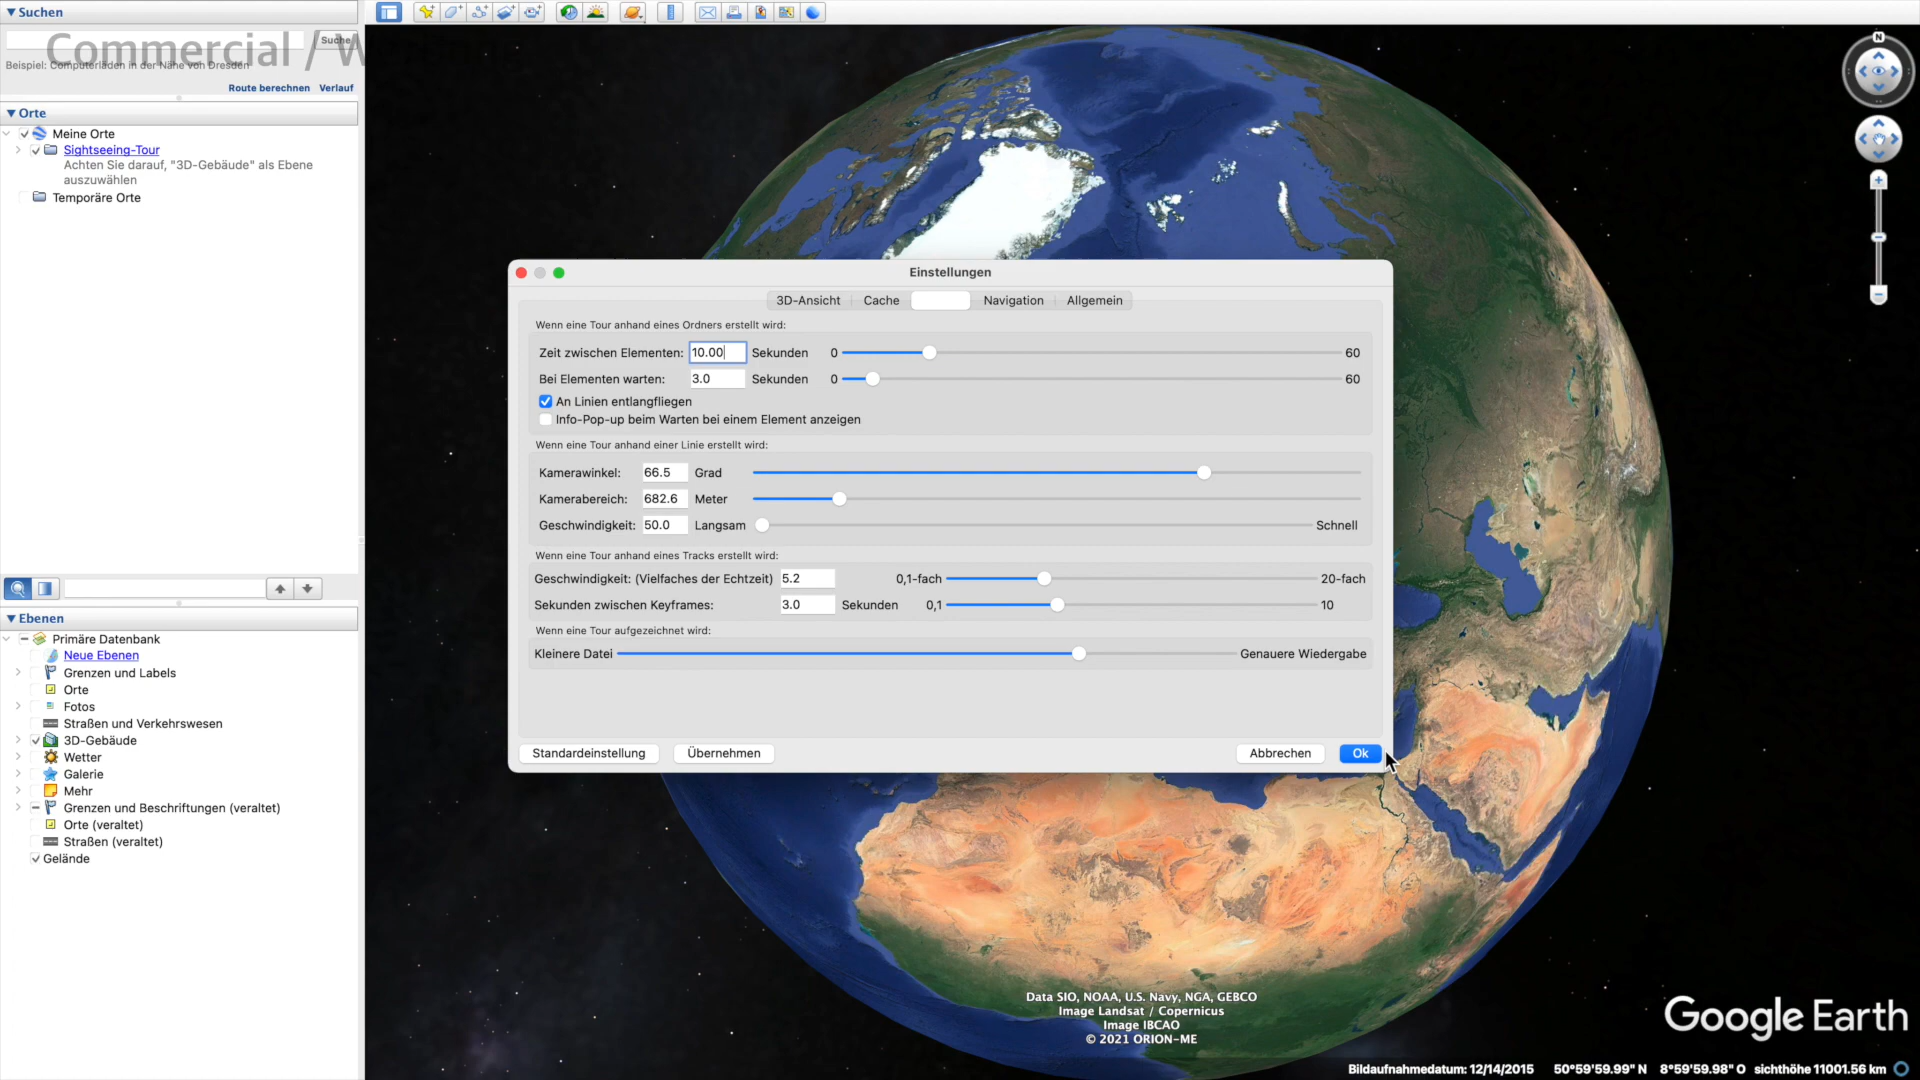 Suchen
Commercial / W
Suche
Beispiel: Computerläden in der Nähe von Dresden
Route berechnen Verlauf
Orte
Meine Orte
Sightseeing-Tour
Achten Sie darauf, "3D-Gebäude" als Ebene
auszuwählen
Temporäre Orte
Ebenen
Primäre Datenbank
Neue Ebenen
Grenzen und Labels
Orte
Fotos
Straßen und Verkehrswesen
3D-Gebäude
Wetter
Galerie
Mehr
Grenzen und Beschriftungen (veraltet)
Orte (veraltet)
Straßen (veraltet)
Gelände
N
Einstellungen
3D-Ansicht Cache Navigation Allgemein
Wenn eine Tour anhand eines Ordners erstellt wird:
Zeit zwischen Elementen: 10.00 Sekunden 0 60
Bei Elementen warten: 3.0 Sekunden 0 60
An Linien entlangfliegen
Info-Pop-up beim Warten bei einem Element anzeigen
Wenn eine Tour anhand einer Linie erstellt wird:
Kamerawinkel: 66.5 Grad
Kamerabereich: 682.6 Meter
Geschwindigkeit: 50.0 Langsam Schnell
Wenn eine Tour anhand eines Tracks erstellt wird:
Geschwindigkeit: (Vielfaches der Echtzeit) 5.2 0,1-fach 20-fach
Sekunden zwischen Keyframes: 3.0 Sekunden 0,1 10
Wenn eine Tour aufgezeichnet wird:
Kleinere Datei Genauere Wiedergabe
Standardeinstellung Übernehmen Abbrechen Ok
Data SIO, NOAA, U.S. Navy, NGA, GEBCO
Image Landsat / Copernicus
Image IBCAO
© 2021 ORION-ME
Google Earth
Bildaufnahmedatum: 12/14/2015 50°59'59.99" N 8°59'59.98" O sichthöhe 11001.56 km